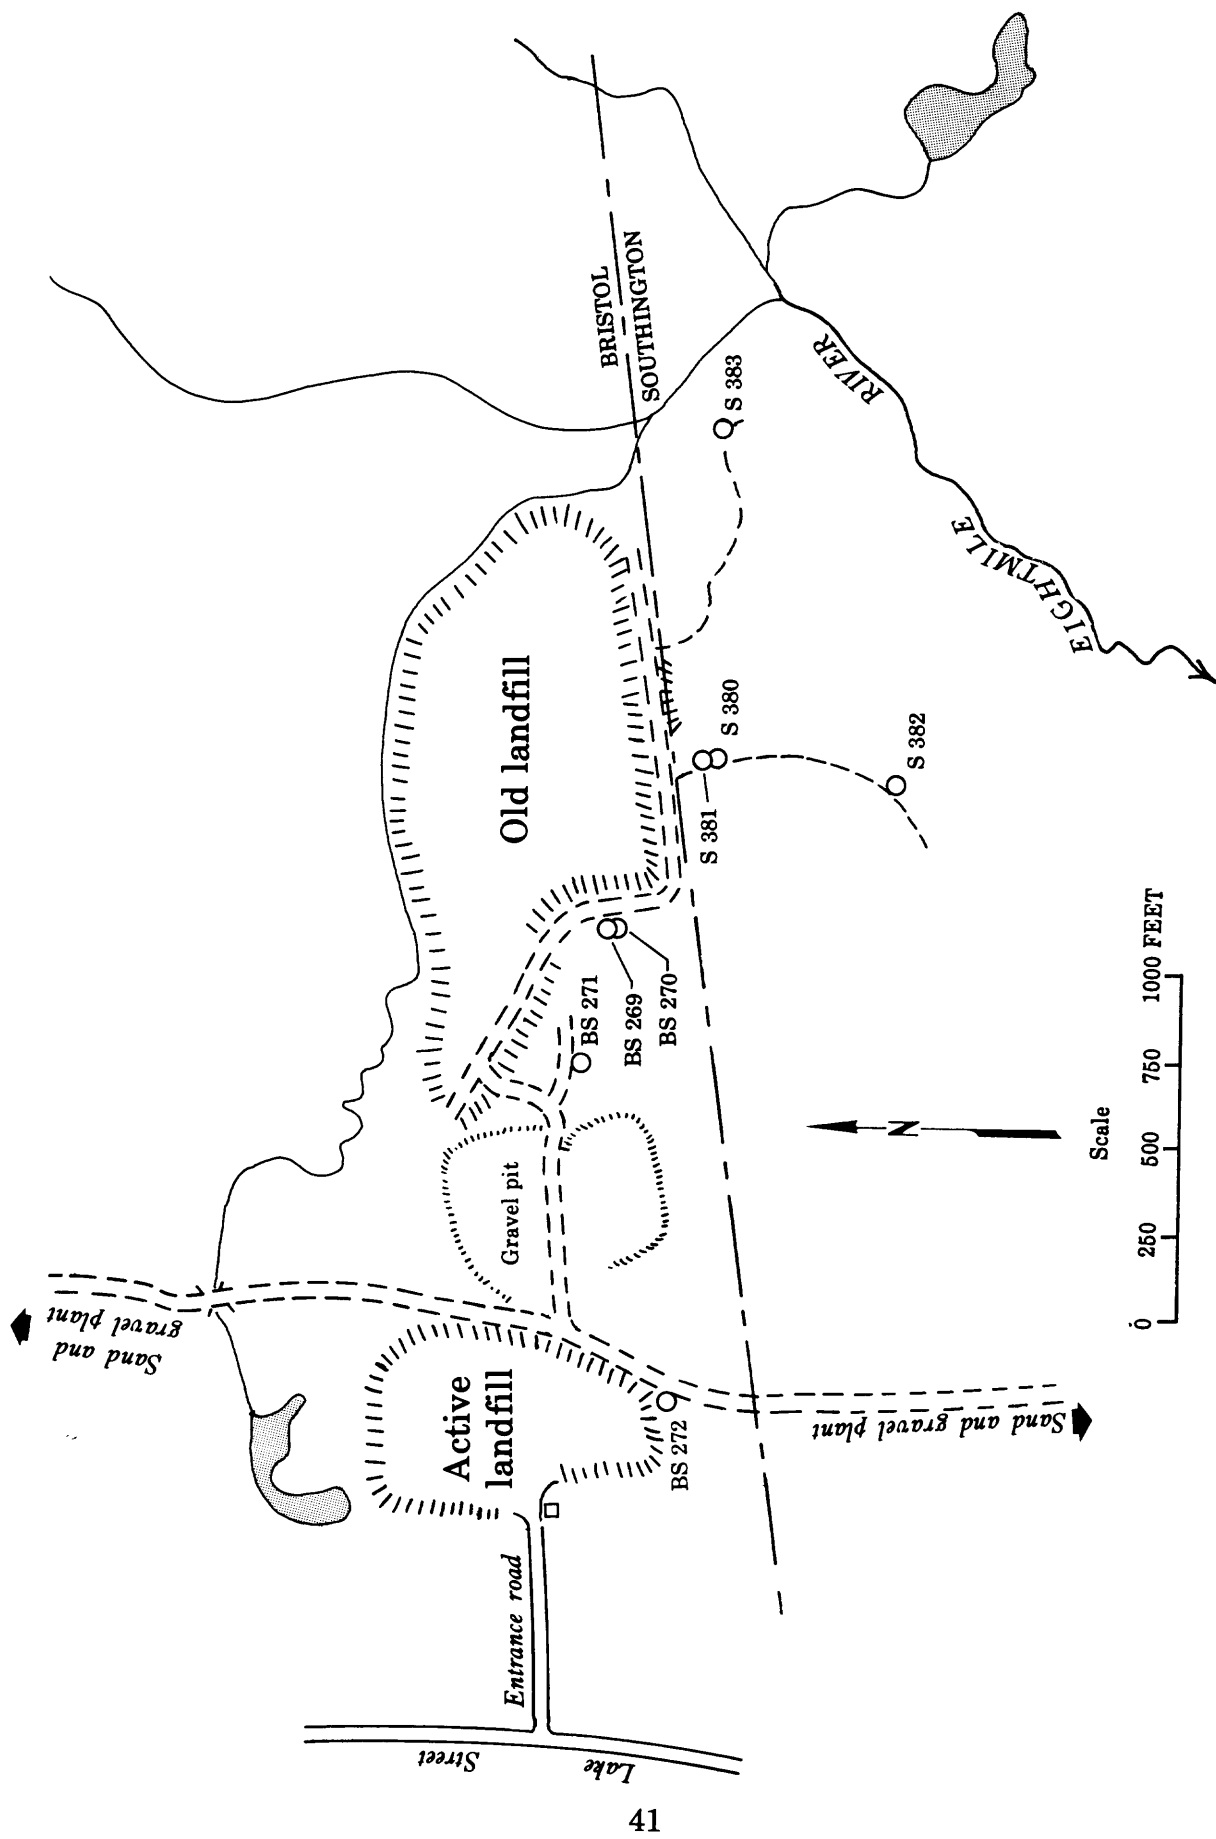 Sand and
gravel plant
BRISTOL
SOUTHINGTON
Old landfill
Active
landfill
Gravel pit
Entrance road
Lake Street
BS 271
BS 269
BS 270
BS 272
S 383
S 380
S 381
S 382
EIGHTMILE RIVER
Sand and gravel plant
N
Scale
0 250 500 750 1000 FEET
41